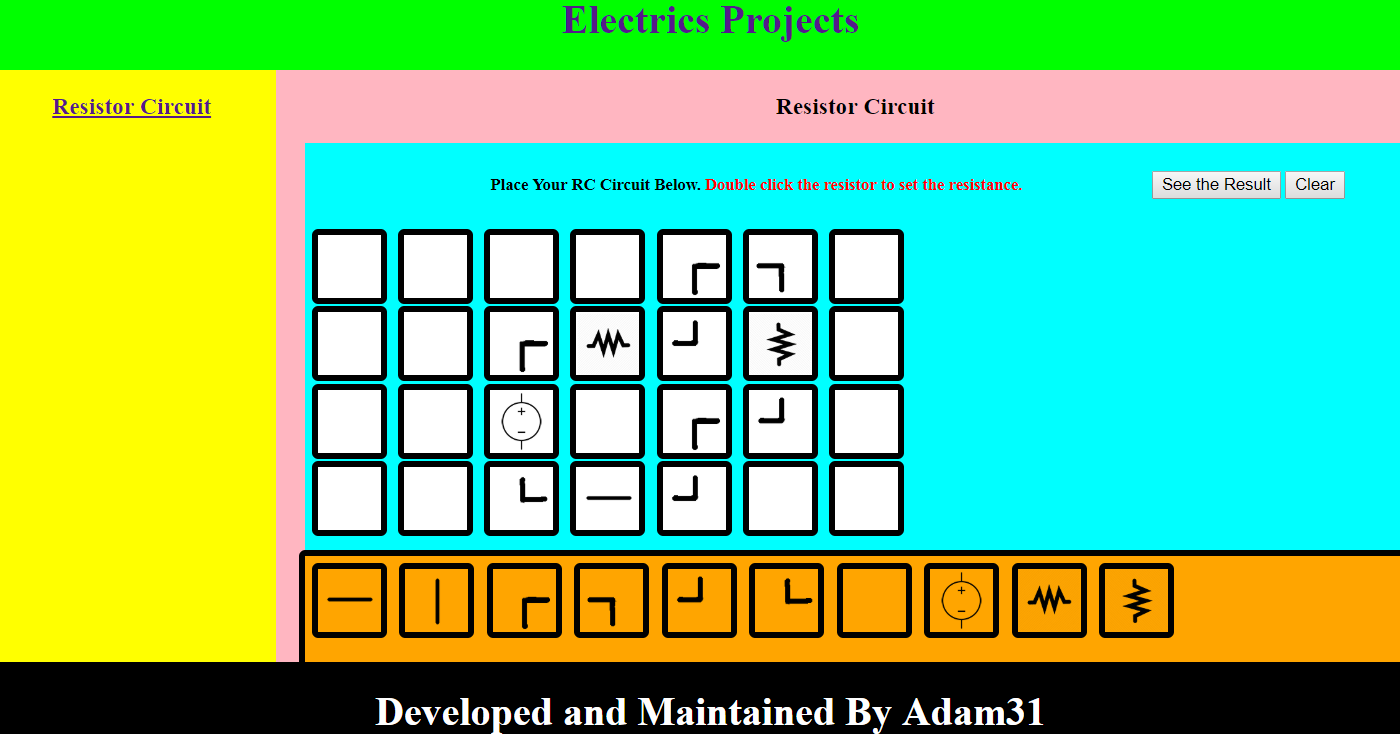 Electrics Projects
Resistor Circuit
Resistor Circuit
Place Your RC Circuit Below. Double click the resistor to set the resistance.
See the Result
Clear
Developed and Maintained By Adam31